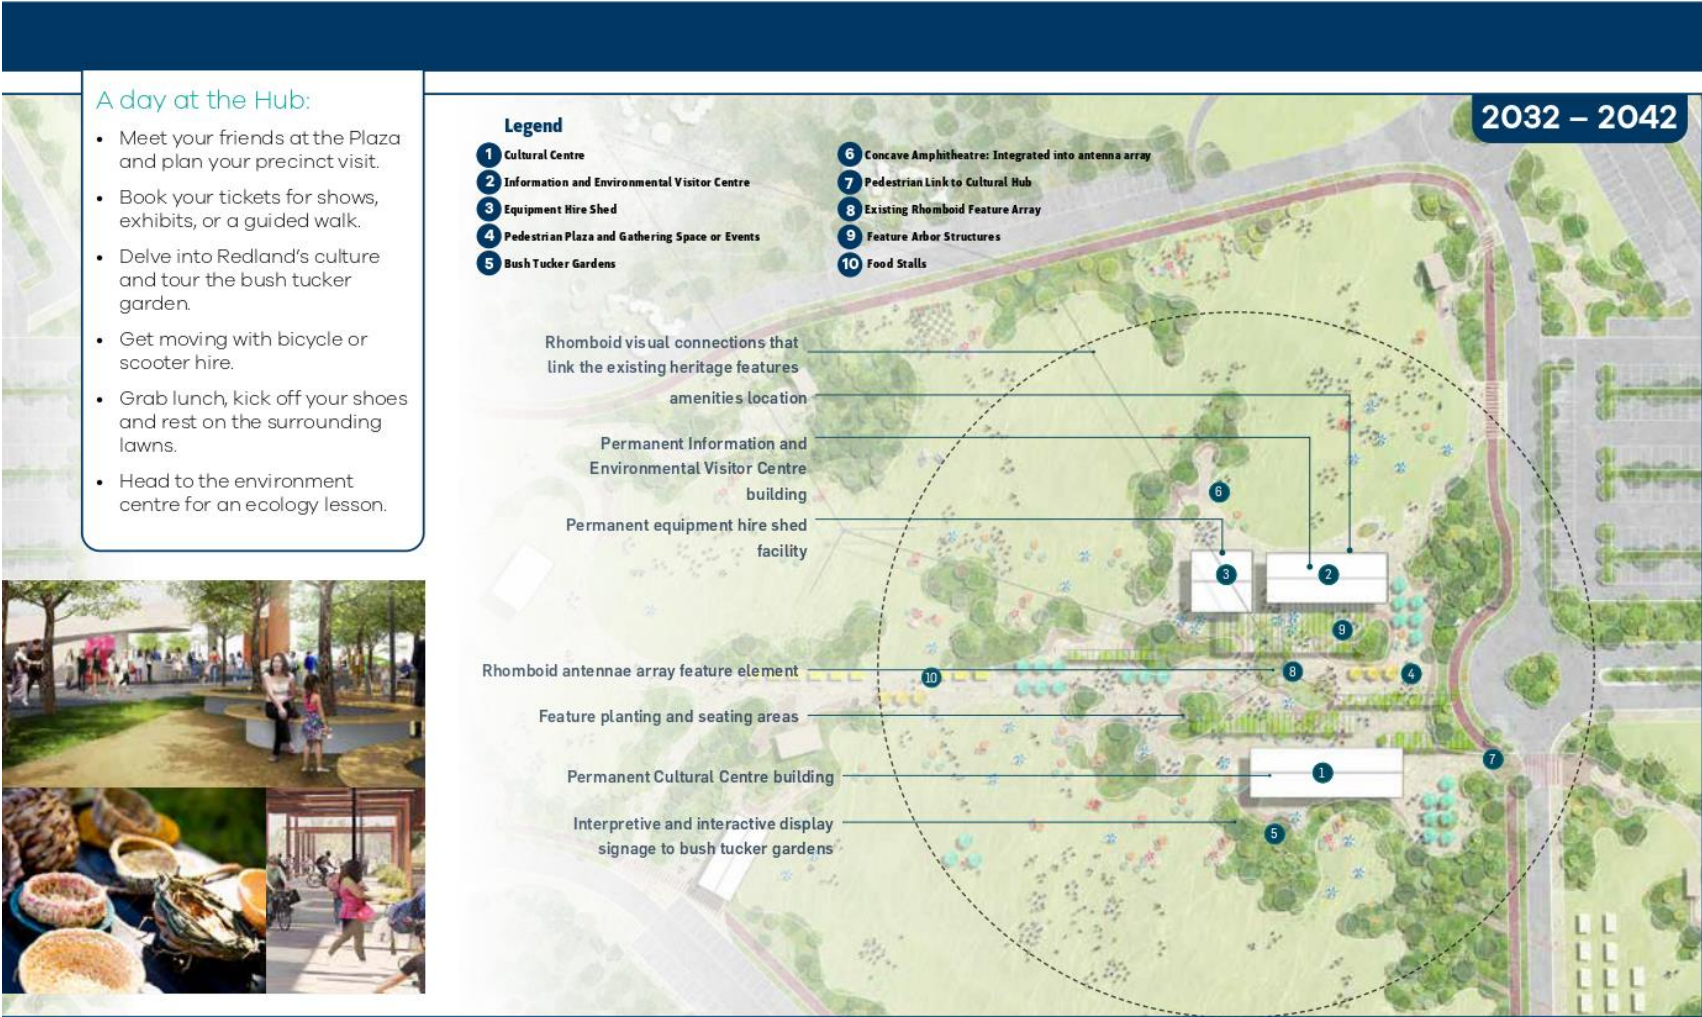 A day at the Hub:
• Meet your friends at the Plaza
and plan your precinct visit.
• Book your tickets for shows,
exhibits, or a guided walk.
• Delve into Redland's culture
and tour the bush tucker
garden.
• Get moving with bicycle or
scooter hire.
• Grab lunch, kick off your shoes
and rest on the surrounding
lawns.
• Head to the environment
centre for an ecology lesson.
2032 – 2042
Legend
1 Cultural Centre
2 Information and Environmental Visitor Centre
3 Equipment Hire Shed
4 Pedestrian Plaza and Gathering Space or Events
5 Bush Tucker Gardens
6 Concave Amphitheatre: Integrated into antenna array
7 Pedestrian Link to Cultural Hub
8 Existing Rhomboid Feature Array
9 Feature Arbor Structures
10 Food Stalls
Rhomboid visual connections that
link the existing heritage features
amenities location
Permanent Information and
Environmental Visitor Centre
building
Permanent equipment hire shed
facility
Rhomboid antennae array feature element
Feature planting and seating areas
Permanent Cultural Centre building
Interpretive and interactive display
signage to bush tucker gardens
6
3
2
9
10
8
4
7
1
5